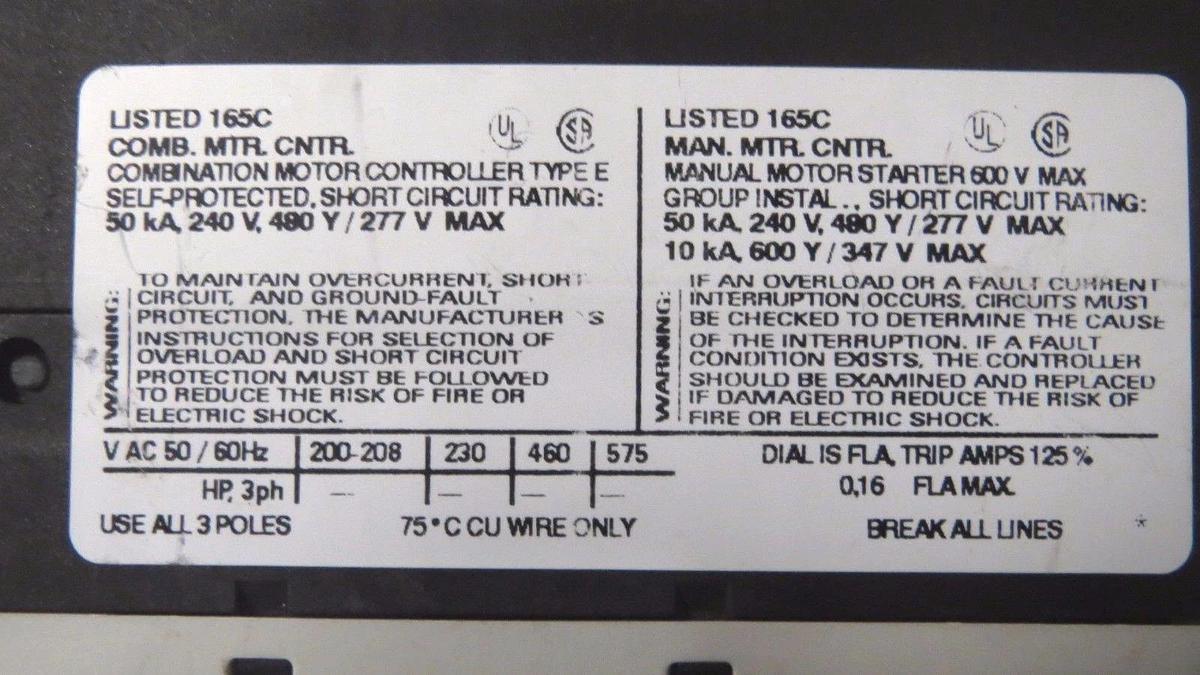 LISTED 165C
UL
SA
COMB. MTR. CNTR.
COMBINATION MOTOR CONTROLLER TYPE E
SELF-PROTECTED, SHORT CIRCUIT RATING:
50 kA, 240 V, 480 Y / 277 V MAX
WARNING:
TO MAINTAIN OVERCURRENT, SHORT
CIRCUIT, AND GROUND-FAULT
PROTECTION, THE MANUFACTURER 'S
INSTRUCTIONS FOR SELECTION OF
OVERLOAD AND SHORT CIRCUIT
PROTECTION MUST BE FOLLOWED
TO REDUCE THE RISK OF FIRE OR
ELECTRIC SHOCK.
LISTED 165C
UL
SA
MAN. MTR. CNTR.
MANUAL MOTOR STARTER 600 V MAX
GROUP INSTAL.., SHORT CIRCUIT RATING:
50 kA, 240 V, 480 Y / 277 V MAX
10 kA, 600 Y / 347 V MAX
WARNING:
IF AN OVERLOAD OR A FAULT CURRENT
INTERRUPTION OCCURS, CIRCUITS MUST
BE CHECKED TO DETERMINE THE CAUSE
OF THE INTERRUPTION. IF A FAULT
CONDITION EXISTS, THE CONTROLLER
SHOULD BE EXAMINED AND REPLACED
IF DAMAGED TO REDUCE THE RISK OF
FIRE OR ELECTRIC SHOCK.
V AC 50 / 60Hz 200-208 230 460 575
HP, 3ph — — — —
USE ALL 3 POLES 75°C CU WIRE ONLY
DIAL IS FLA, TRIP AMPS 125 %
0,16 FLA MAX.
BREAK ALL LINES *